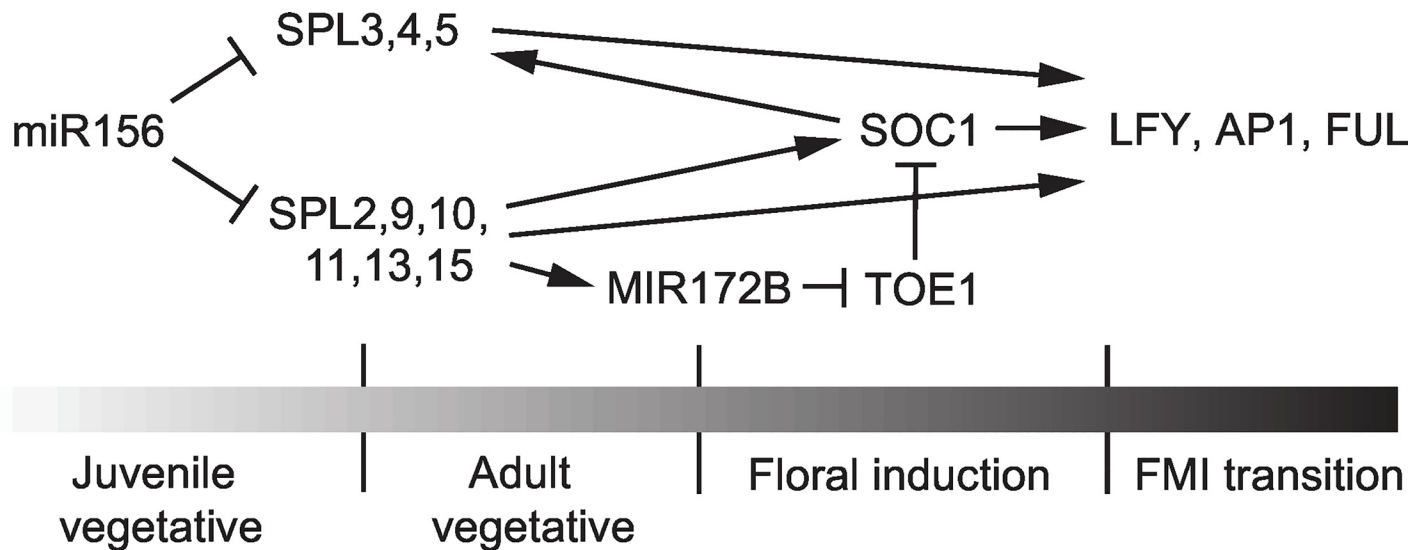 SPL3,4,5
miR156
SOC1
LFY, AP1, FUL
SPL2,9,10,
11,13,15
MIR172B
TOE1
Juvenile
vegetative
Adult
vegetative
Floral induction
FMI transition